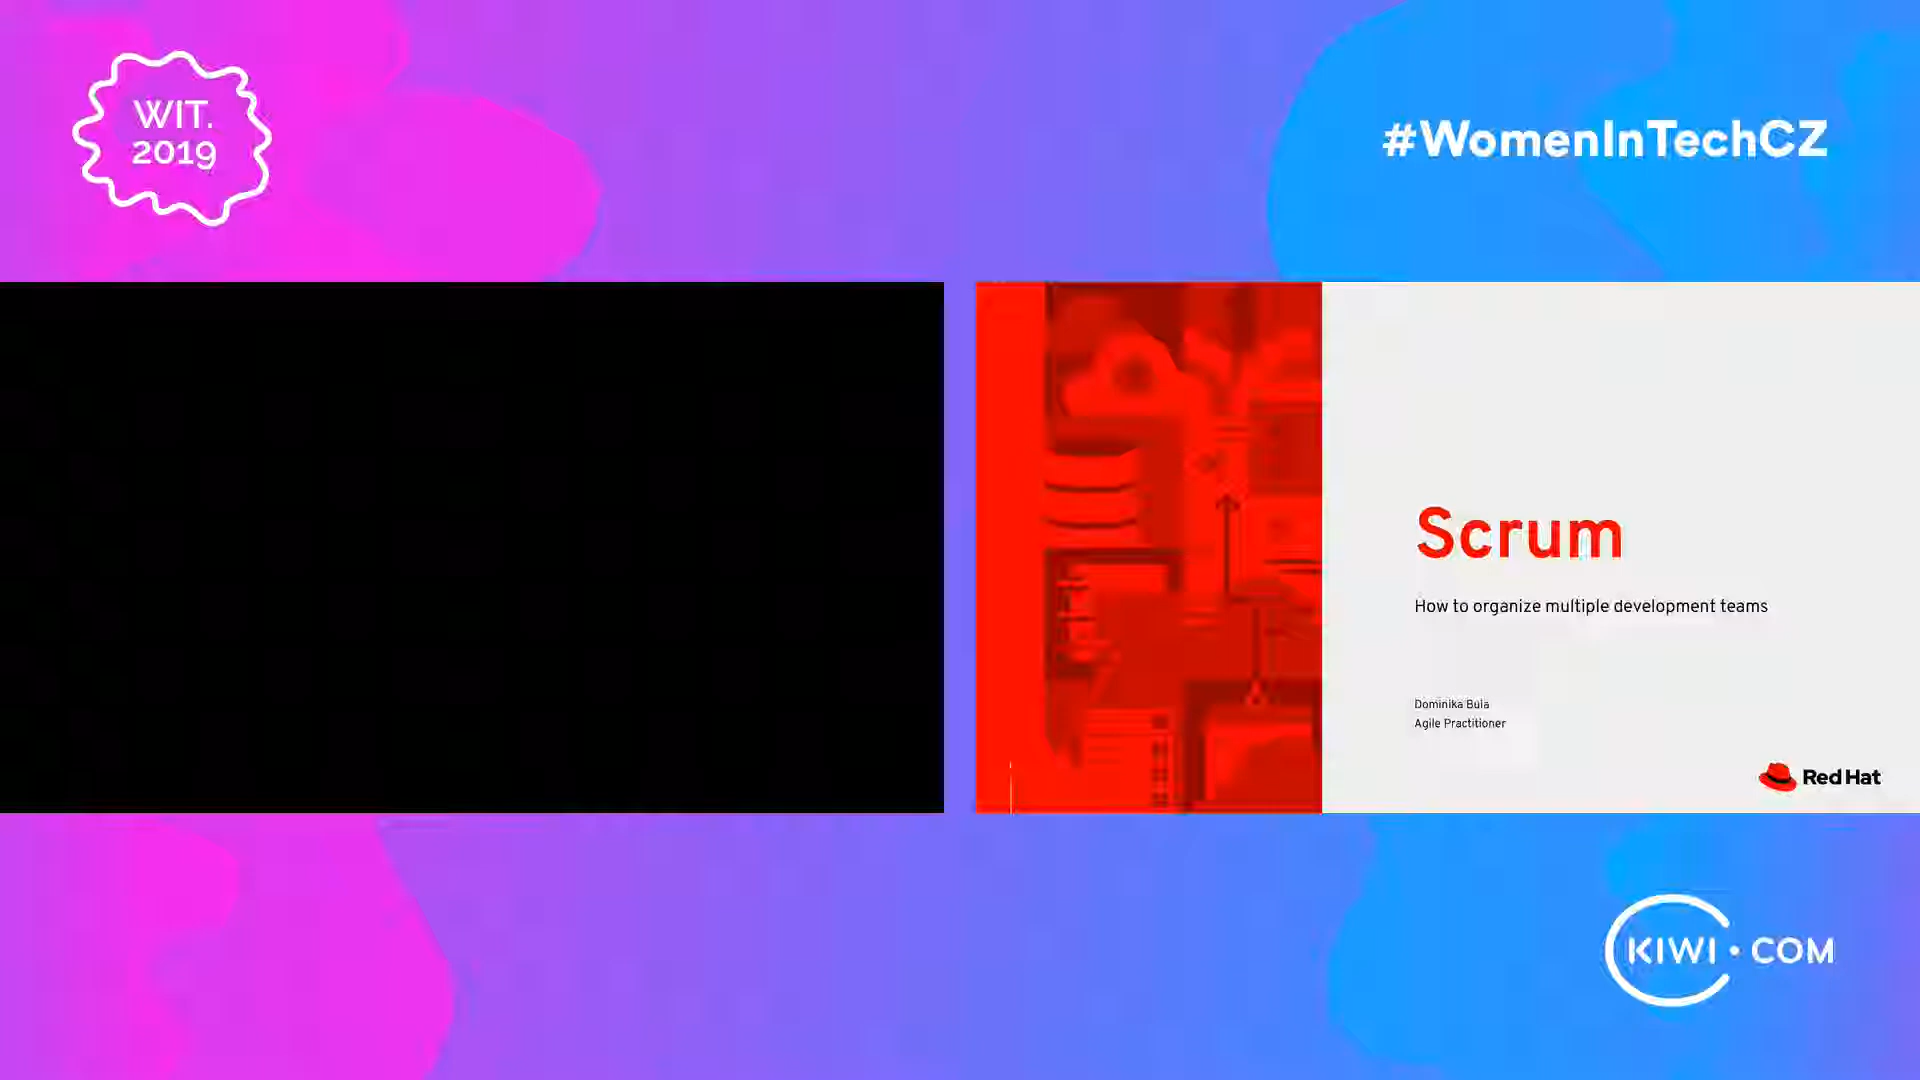 WIT.
2019
#WomenInTechCZ
Scrum
How to organize multiple development teams
Dominika Bula
Agile Practitioner
Red Hat
KIWI.COM